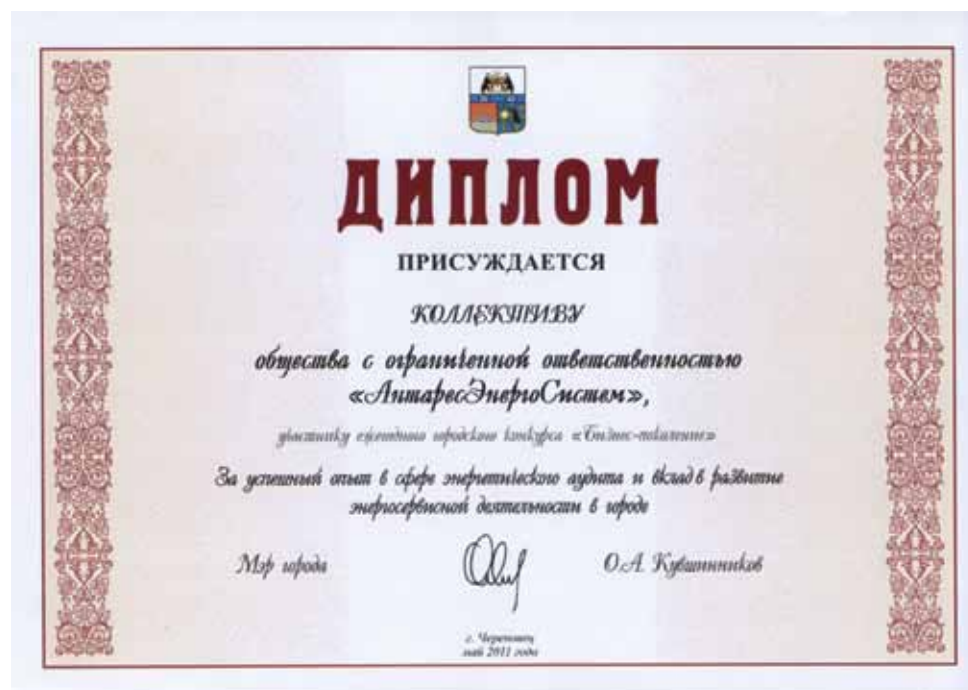 ДИПЛОМ
ПРИСУЖДАЕТСЯ
КОЛЛЕКТИВУ
общества с ограниченной ответственностью
«АнтаресЭнергоСистем»,
участнику ежегодного городского конкурса «Бизнес-поколение»
За успешный опыт в сфере энергетического аудита и вклад в развитие
энергосервисной деятельности в городе
Мэр города
О.А. Кувшинников
г. Череповец
май 2011 года